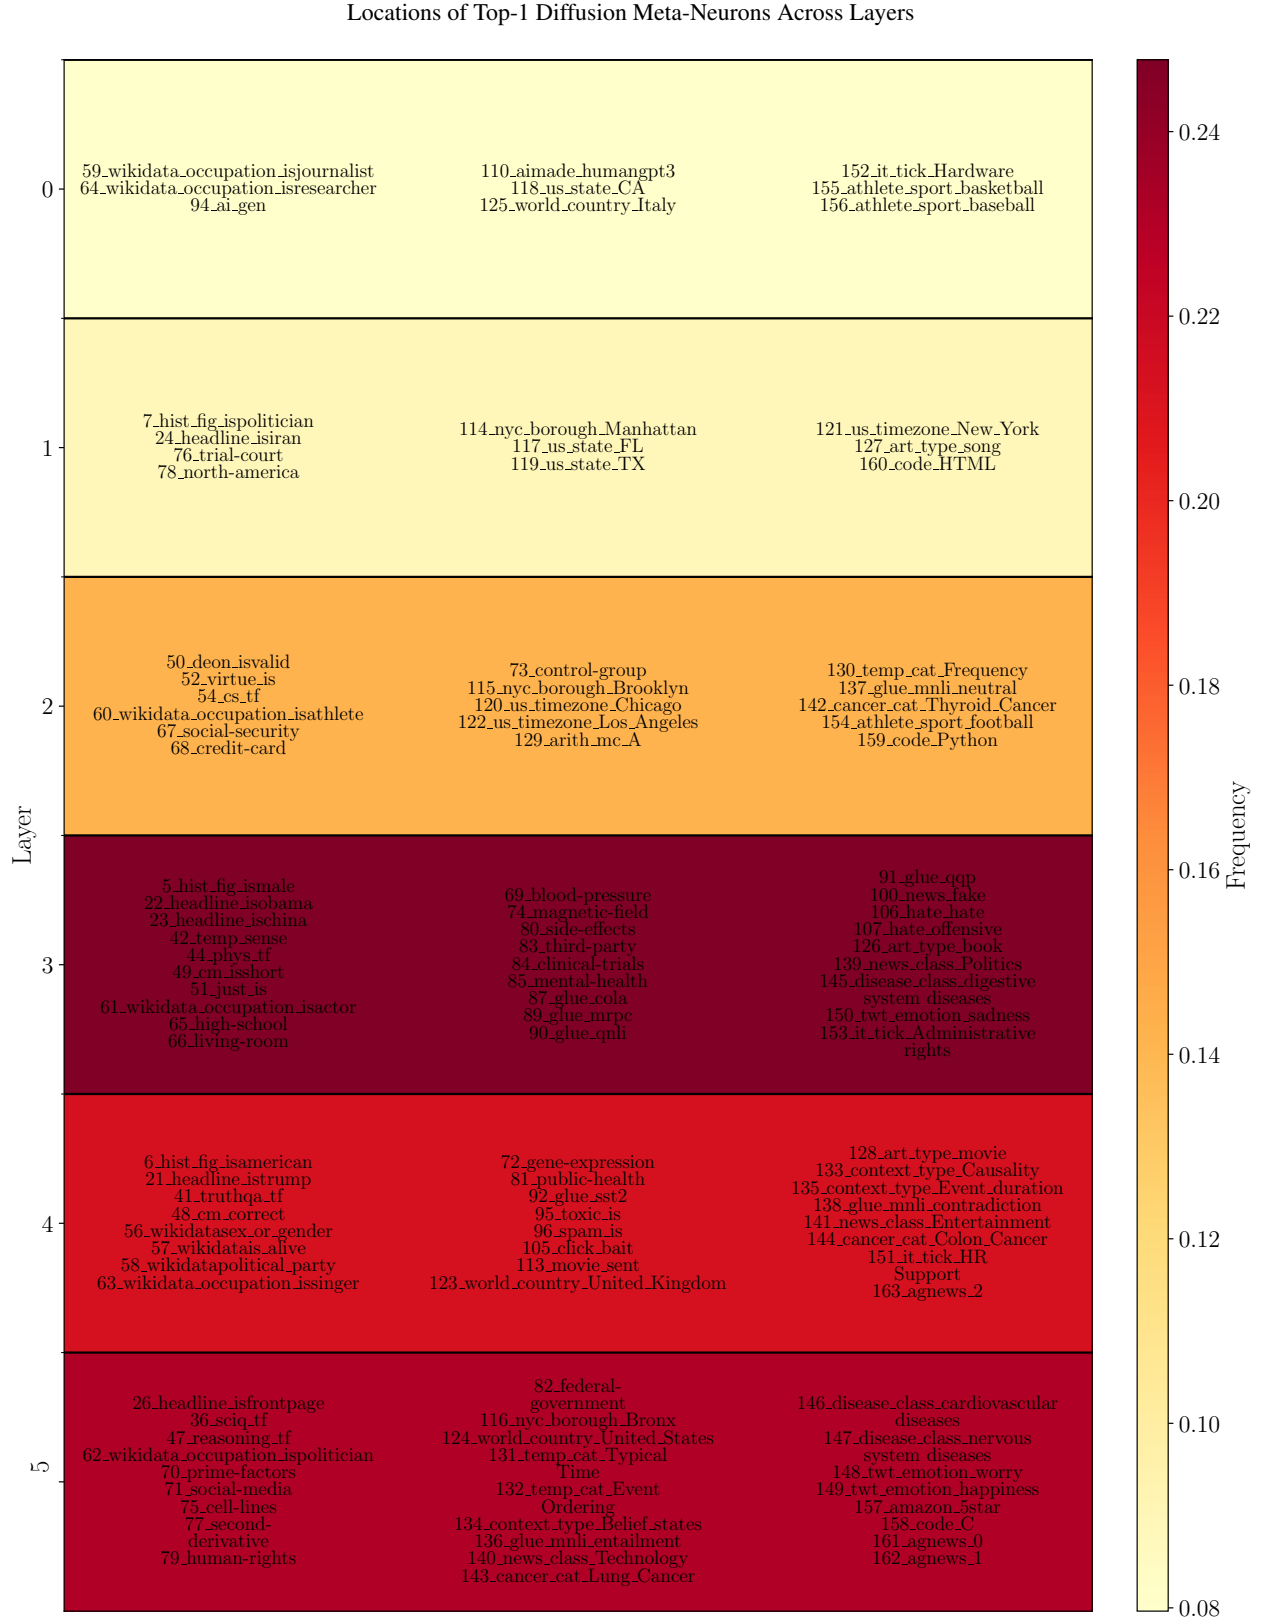 Locations of Top-1 Diffusion Meta-Neurons Across Layers
0
59_wikidata_occupation_isjournalist
64_wikidata_occupation_isresearcher
94_ai_gen
110_aimade_humangpt3
118_us_state_CA
125_world_country_Italy
152_it_tick_Hardware
155_athlete_sport_basketball
156_athlete_sport_baseball
1
7_hist_fig_ispolitician
24_headline_isiran
76_trial-court
78_north-america
114_nyc_borough_Manhattan
117_us_state_FL
119_us_state_TX
121_us_timezone_New_York
127_art_type_song
160_code_HTML
2
50_deon_isvalid
52_virtue_is
54_cs_tf
60_wikidata_occupation_isathlete
67_social-security
68_credit-card
73_control-group
115_nyc_borough_Brooklyn
120_us_timezone_Chicago
122_us_timezone_Los_Angeles
129_arith_mc_A
130_temp_cat_Frequency
137_glue_mnli_neutral
142_cancer_cat_Thyroid_Cancer
154_athlete_sport_football
159_code_Python
Layer
3
5_hist_fig_ismale
22_headline_isobama
23_headline_ischina
42_temp_sense
44_phys_tf
49_cm_isshort
51_just_is
61_wikidata_occupation_isactor
65_high-school
66_living-room
69_blood-pressure
74_magnetic-field
80_side-effects
83_third-party
84_clinical-trials
85_mental-health
87_glue_cola
89_glue_mrpc
90_glue_qnli
91_glue_qqp
100_news_fake
106_hate_hate
107_hate_offensive
126_art_type_book
139_news_class_Politics
145_disease_class_digestive
system diseases
150_twt_emotion_sadness
153_it_tick_Administrative
rights
4
6_hist_fig_isamerican
21_headline_istrump
41_truthqa_tf
48_cm_correct
56_wikidatasex_or_gender
57_wikidatais_alive
58_wikidatapolitical_party
63_wikidata_occupation_issinger
72_gene-expression
81_public-health
92_glue_sst2
95_toxic_is
96_spam_is
105_click_bait
113_movie_sent
123_world_country_United_Kingdom
128_art_type_movie
133_context_type_Causality
135_context_type_Event_duration
138_glue_mnli_contradiction
141_news_class_Entertainment
144_cancer_cat_Colon_Cancer
151_it_tick_HR
Support
163_agnews_2
5
26_headline_isfrontpage
36_sciq_tf
47_reasoning_tf
62_wikidata_occupation_ispolitician
70_prime-factors
71_social-media
75_cell-lines
77_second-
derivative
79_human-rights
82_federal-
government
116_nyc_borough_Bronx
124_world_country_United_States
131_temp_cat_Typical
Time
132_temp_cat_Event
Ordering
134_context_type_Belief_states
136_glue_mnli_entailment
140_news_class_Technology
143_cancer_cat_Lung_Cancer
146_disease_class_cardiovascular
diseases
147_disease_class_nervous
system diseases
148_twt_emotion_worry
149_twt_emotion_happiness
157_amazon_5star
158_code_C
161_agnews_0
162_agnews_1
0.24
0.22
0.20
0.18
0.16
0.14
0.12
0.10
0.08
Frequency